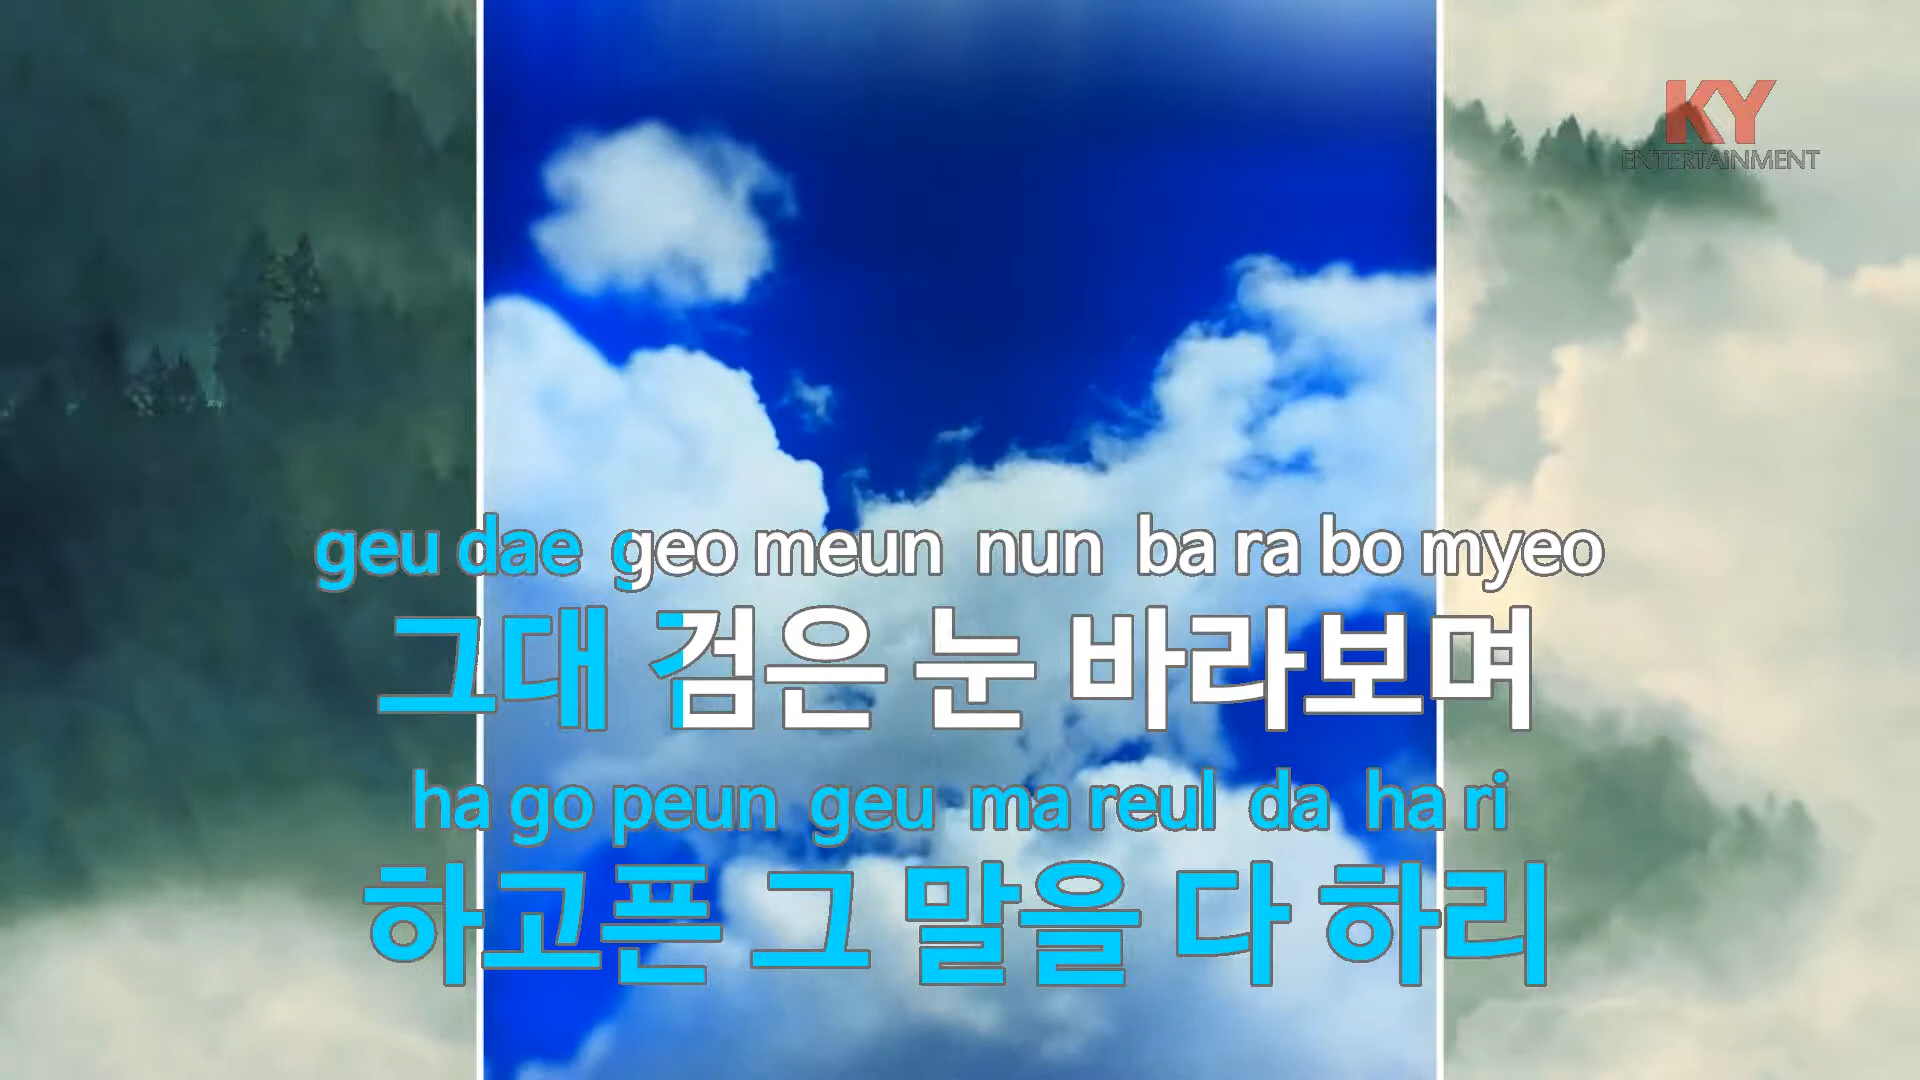 KY
ENTERTAiNMENT
geu dae geo meun nun ba ra bo myeo
그대 검은 눈 바라보며
ha go peun geu ma reul da ha ri
하고픈 그 말을 다 하리